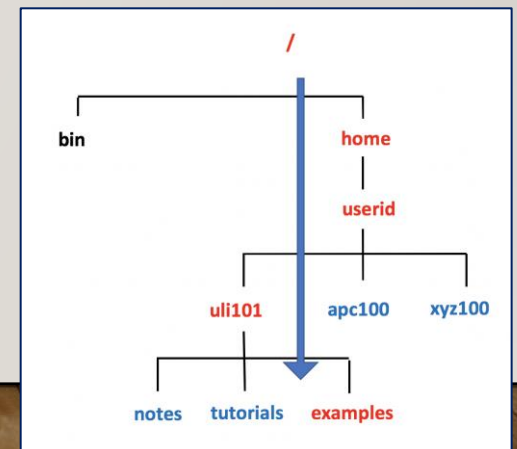 /
bin home
userid
uli101 apc100 xyz100
notes tutorials examples